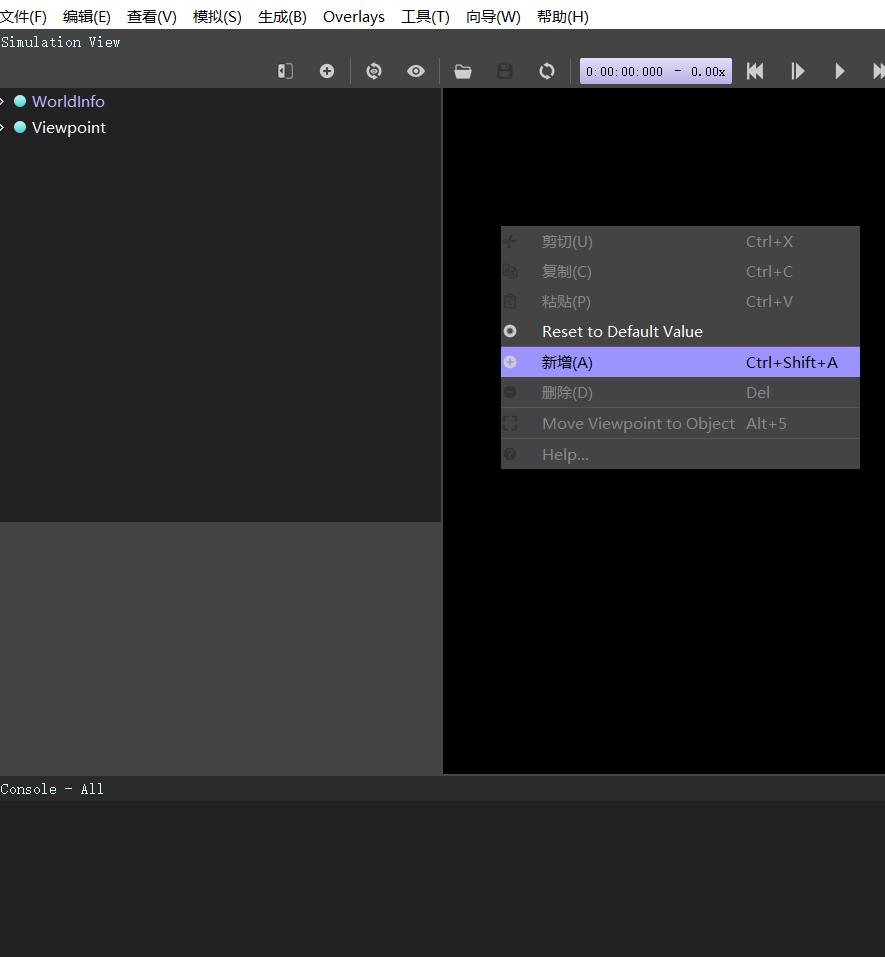 文件(F) 编辑(E) 查看(V) 模拟(S) 生成(B) Overlays 工具(T) 向导(W) 帮助(H)
Simulation View
0:00:00:000 - 0.00x
WorldInfo
Viewpoint
剪切(U) Ctrl+X
复制(C) Ctrl+C
粘贴(P) Ctrl+V
Reset to Default Value
新增(A) Ctrl+Shift+A
删除(D) Del
Move Viewpoint to Object Alt+5
Help...
Console - All